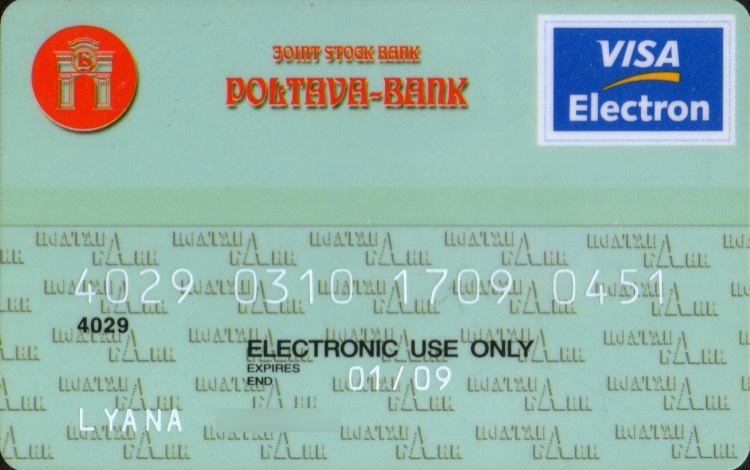 JOINT STOCK BANK
POLTAVA-BANK
VISA
Electron
4029 0310 1709 0451
4029
ELECTRONIC USE ONLY
EXPIRES
END
01/09
LYANA